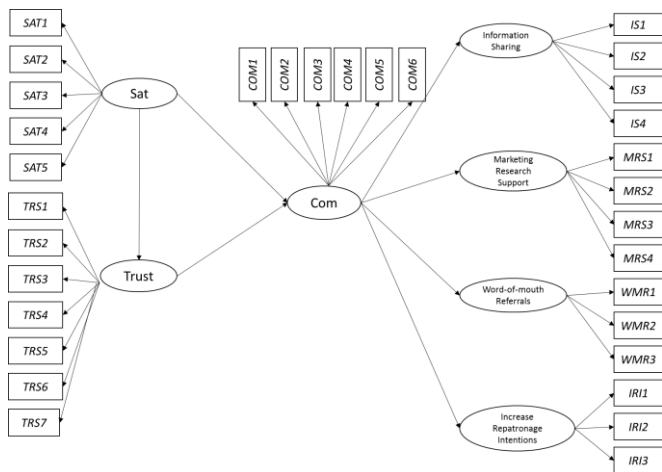 SAT1
SAT2
SAT3
SAT4
SAT5
Sat
TRS1
TRS2
TRS3
TRS4
TRS5
TRS6
TRS7
Trust
COM1
COM2
COM3
COM4
COM5
COM6
Com
Information
Sharing
IS1
IS2
IS3
IS4
Marketing
Research
Support
MRS1
MRS2
MRS3
MRS4
Word-of-mouth
Referrals
WMR1
WMR2
WMR3
Increase
Repatronage
Intentions
IRI1
IRI2
IRI3